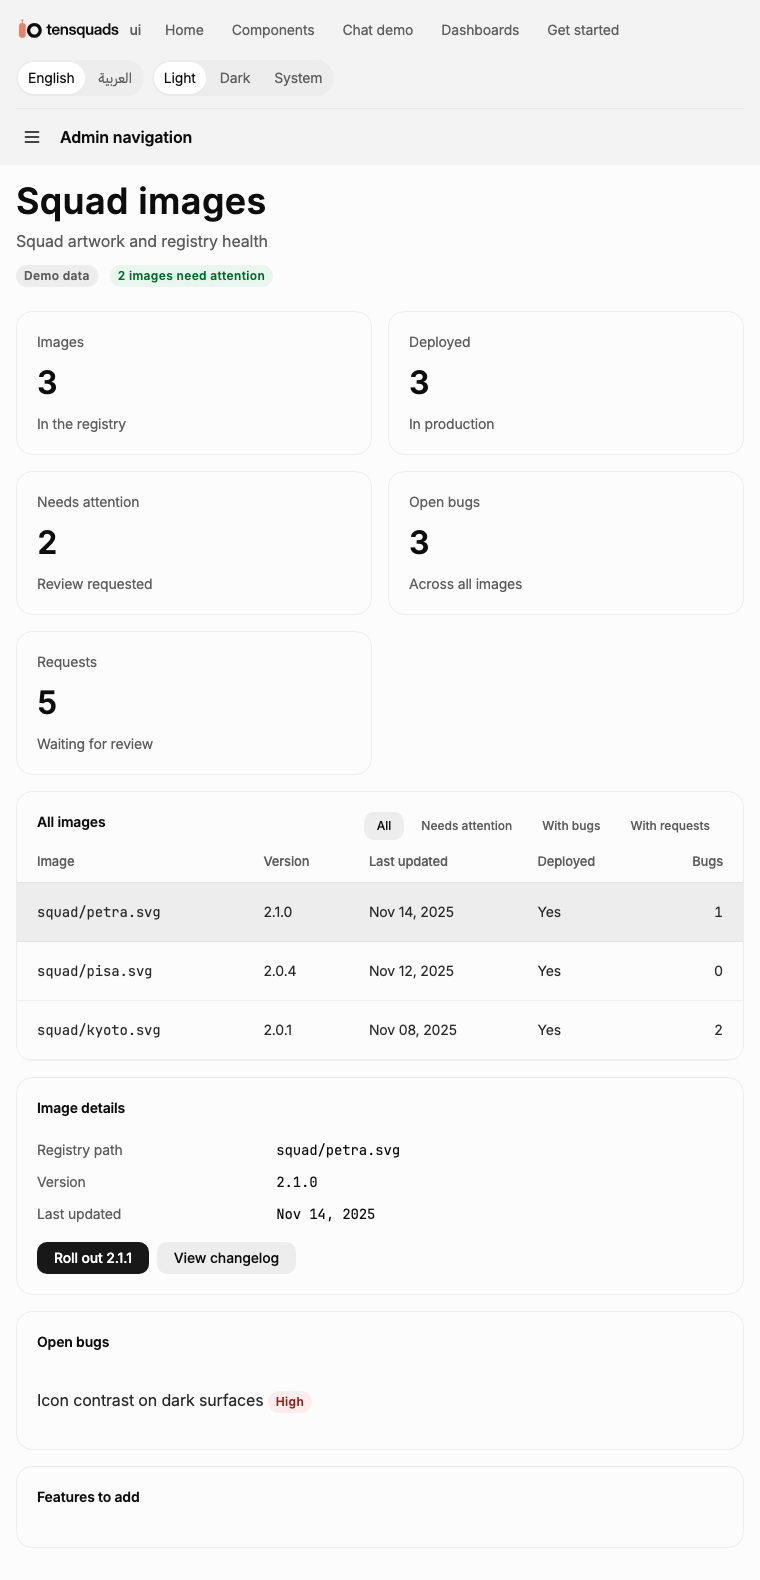 tensquads ui Home Components Chat demo Dashboards Get started
English العربية Light Dark System
Admin navigation
Squad images
Squad artwork and registry health
Demo data 2 images need attention
Images
3
In the registry
Deployed
3
In production
Needs attention
2
Review requested
Open bugs
3
Across all images
Requests
5
Waiting for review
All images All Needs attention With bugs With requests
Image Version Last updated Deployed Bugs
squad/petra.svg 2.1.0 Nov 14, 2025 Yes 1
squad/pisa.svg 2.0.4 Nov 12, 2025 Yes 0
squad/kyoto.svg 2.0.1 Nov 08, 2025 Yes 2
Image details
Registry path squad/petra.svg
Version 2.1.0
Last updated Nov 14, 2025
Roll out 2.1.1 View changelog
Open bugs
Icon contrast on dark surfaces High
Features to add